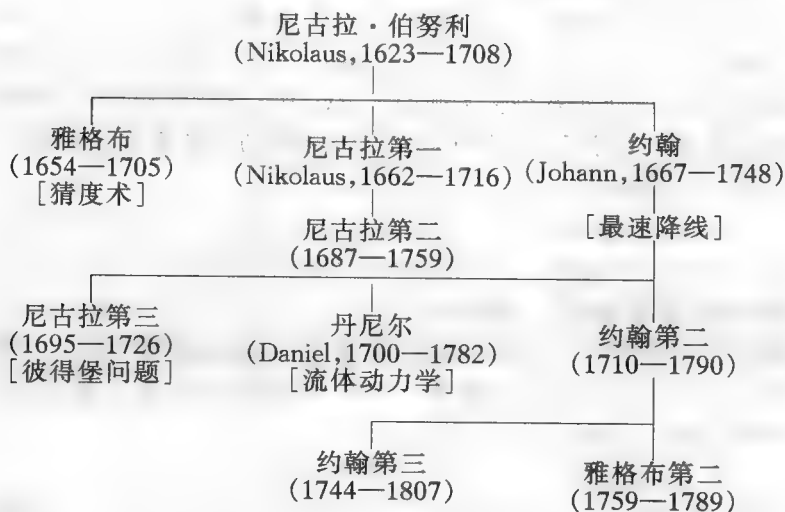 尼古拉·伯努利
(Nikolaus,1623—1708)
雅格布
(1654—1705)
[猜度术]
尼古拉第一
(Nikolaus,1662—1716)
约翰
(Johann,1667—1748)
[最速降线]
尼古拉第二
(1687—1759)
尼古拉第三
(1695—1726)
[彼得堡问题]
丹尼尔
(Daniel,1700—1782)
[流体动力学]
约翰第二
(1710—1790)
约翰第三
(1744—1807)
雅格布第二
(1759—1789)